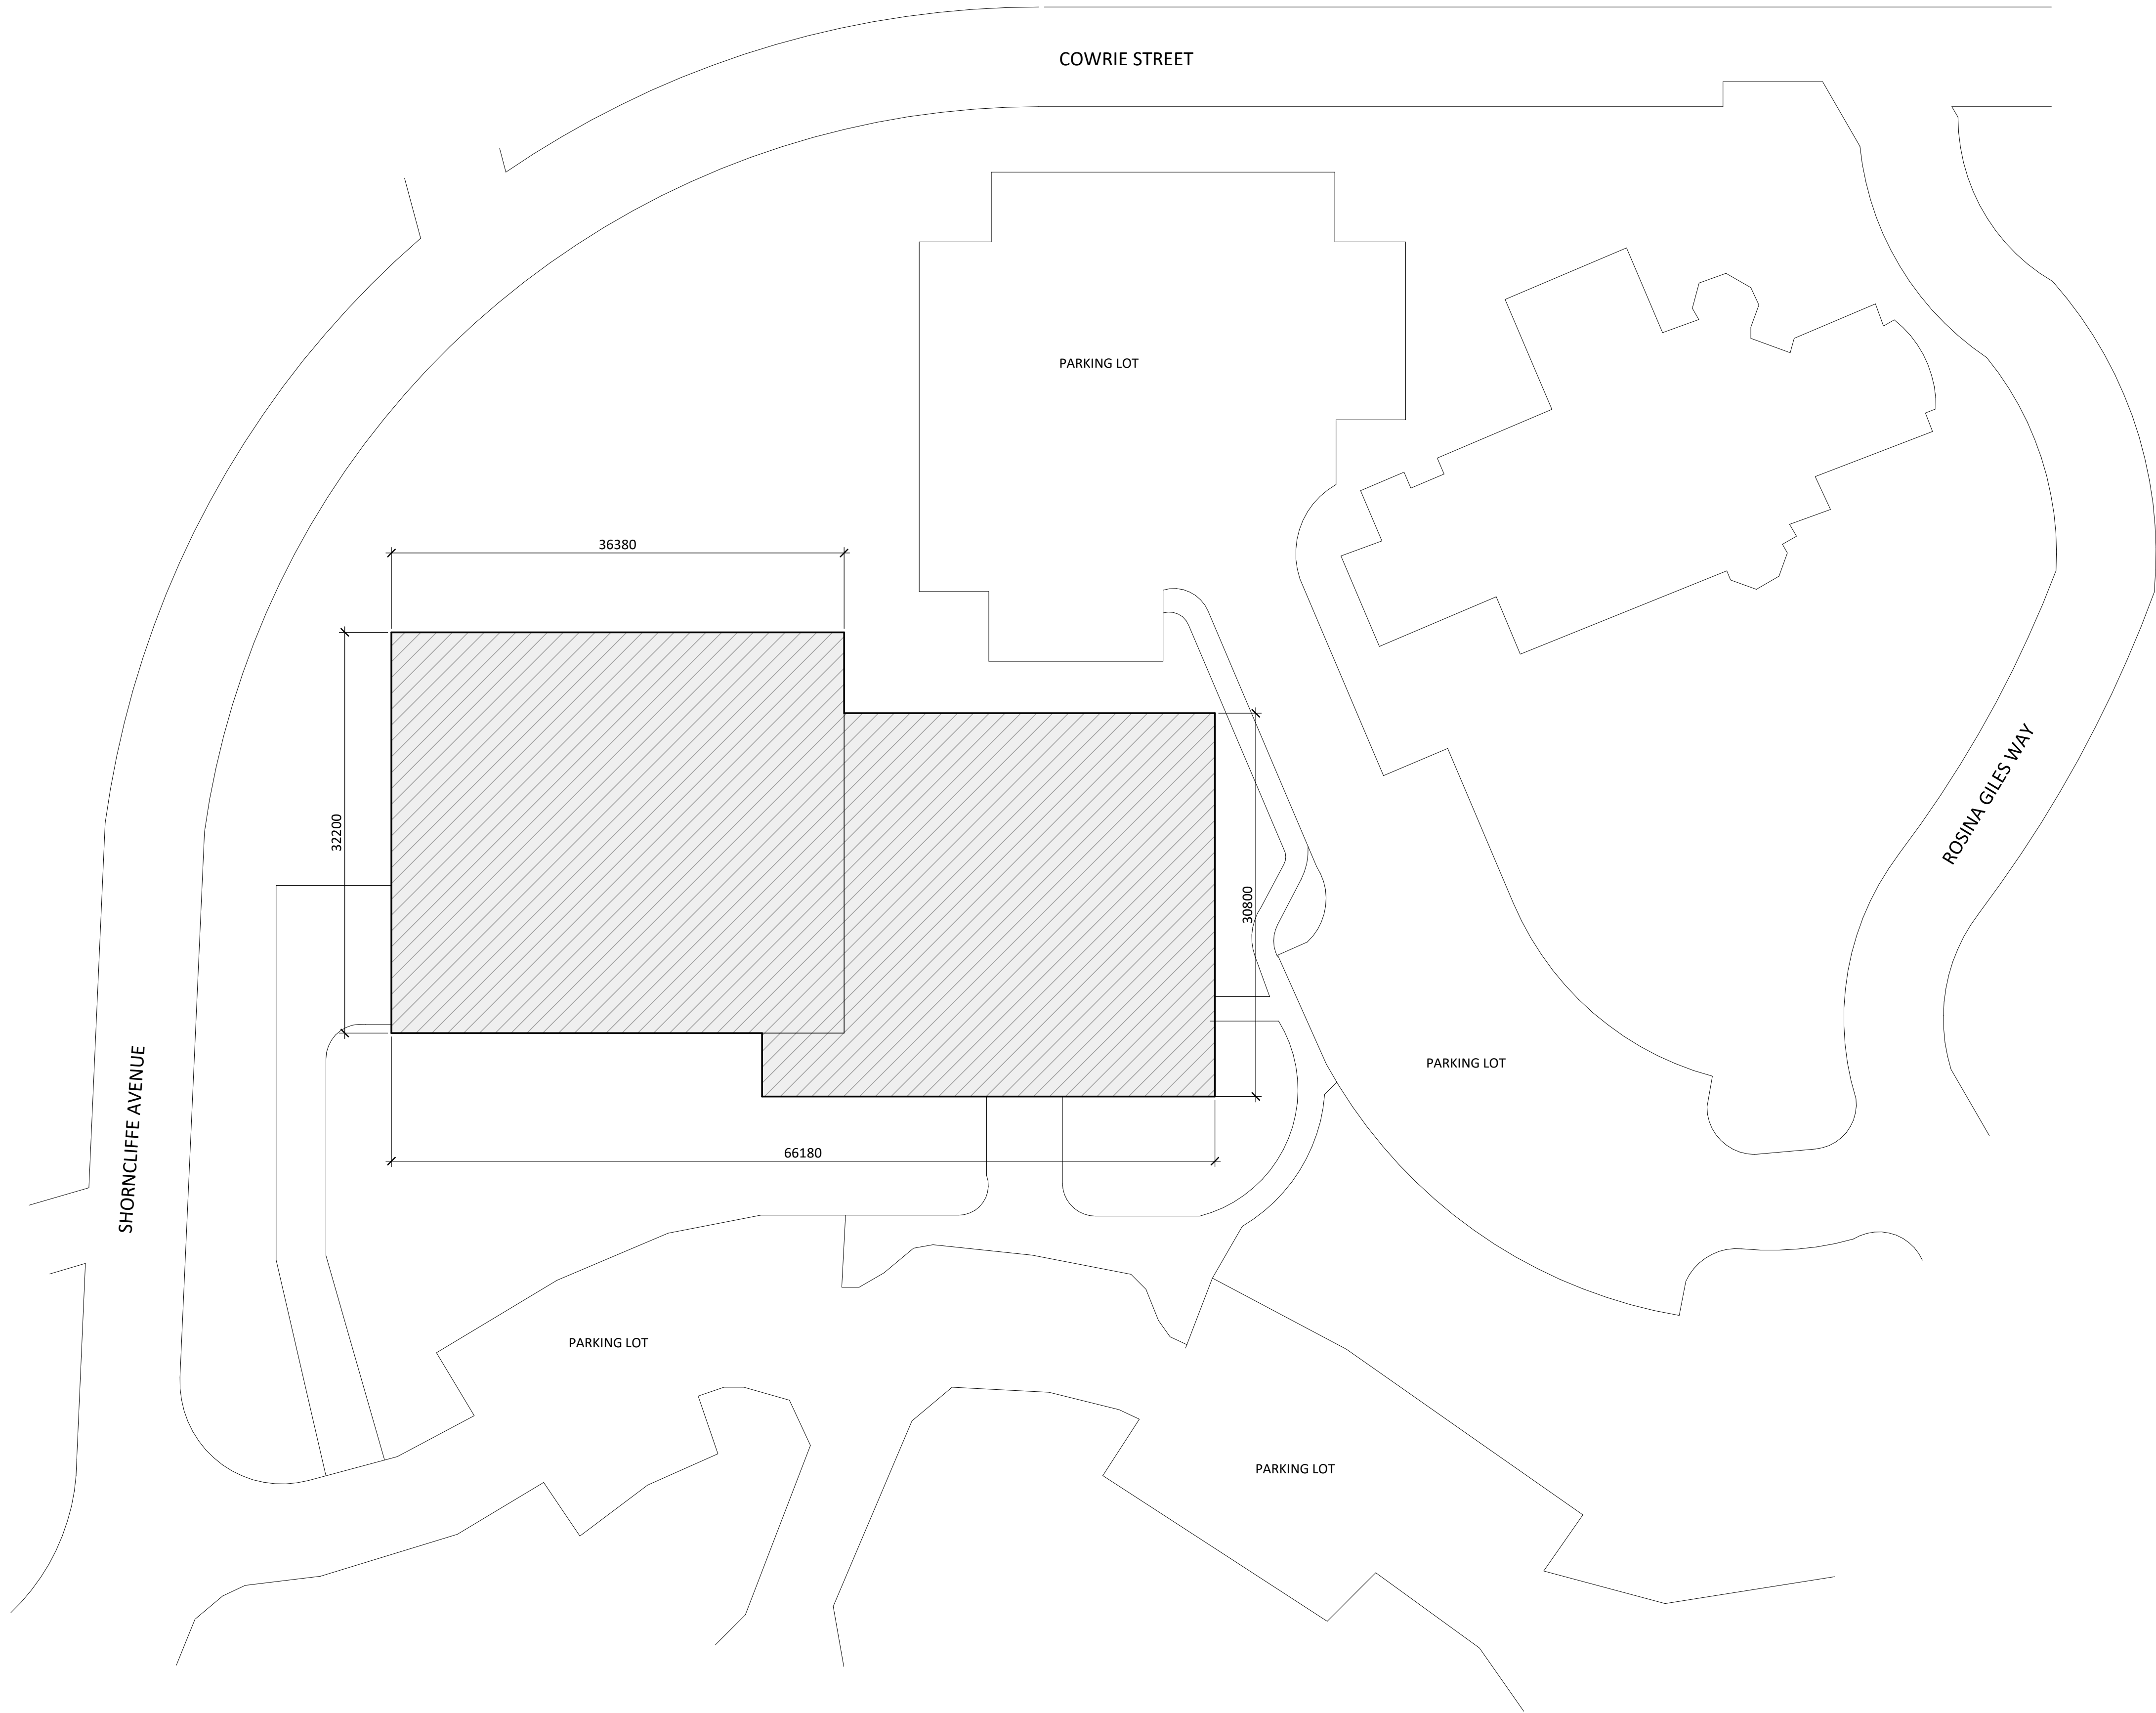 COWRIE STREET
PARKING LOT
36380
32200
30800
ROSINA GILES WAY
SHORNCLIFFE AVENUE
PARKING LOT
66180
PARKING LOT
PARKING LOT